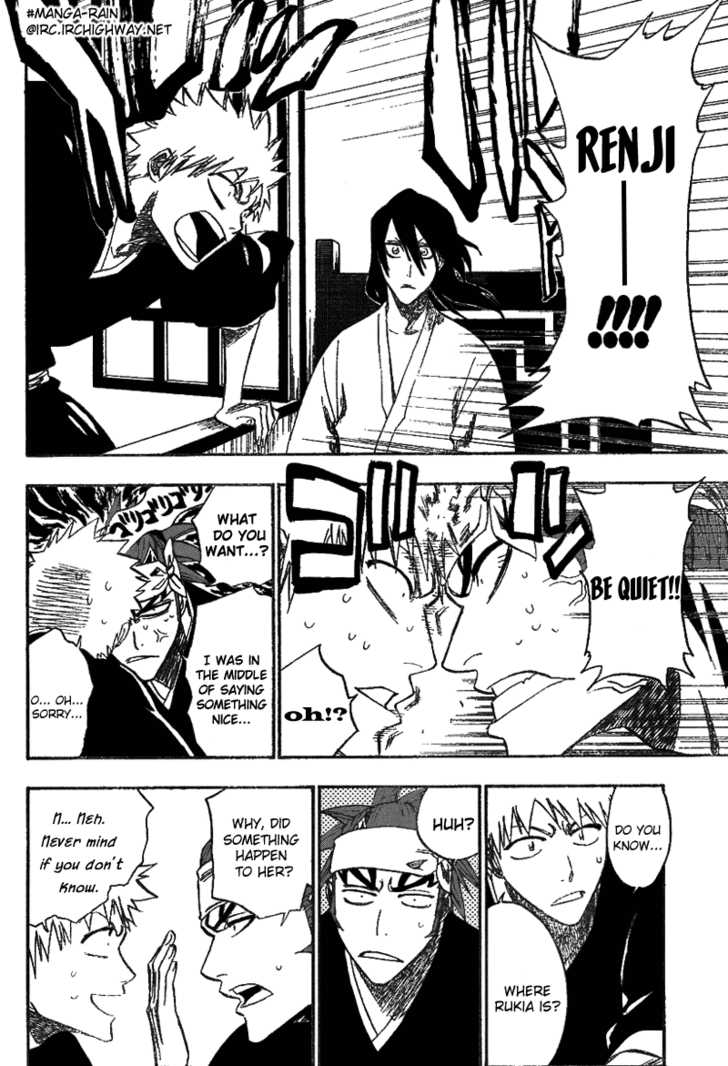 #MANGA-RAIN
@IRC.IRCHIGHWAY.NET
RENJI
—
!!!!
BE QUIET!!
ゴッ
oh!?
WHAT
DO YOU
WANT...?
I WAS IN
THE MIDDLE
OF SAYING
SOMETHING
NICE...
O... OH...
SORRY...
DO YOU
KNOW...
WHERE
RUKIA IS?
HUH?
WHY, DID
SOMETHING
HAPPEN
TO HER?
N... Neh.
Never mind
if you don't
know.